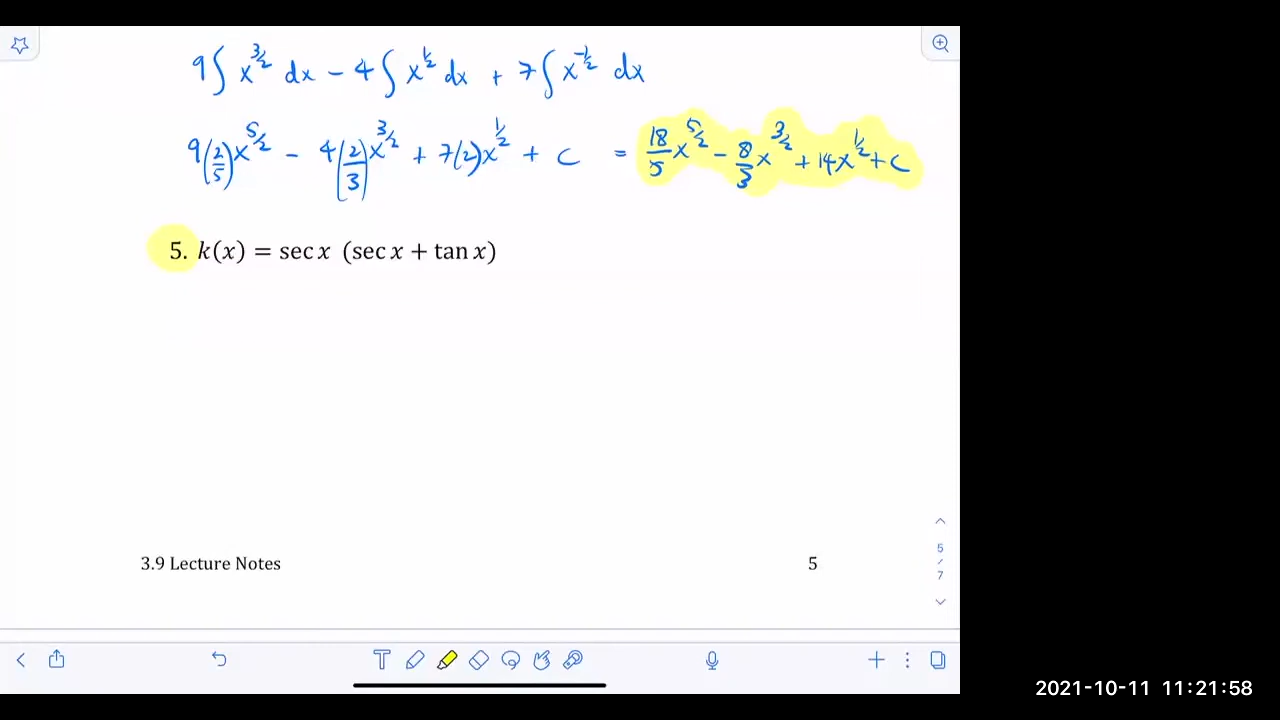 9∫ x^{3/2} dx − 4∫ x^{1/2} dx + 7∫ x^{-1/2} dx
9(2/5)x^{5/2} − 4(2/3)x^{3/2} + 7(2)x^{1/2} + C = 18/5 x^{5/2} − 8/3 x^{3/2} + 14x^{1/2} + C
5. k(x) = sec x (sec x + tan x)
3.9 Lecture Notes 5
5
/
7
T
2021-10-11 11:21:58